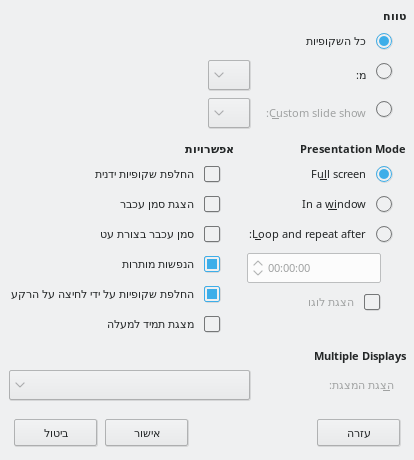 טווח
כל השקופיות
מ:
Custom slide show:
Presentation Mode
Full screen
In a window
Loop and repeat after:
00:00:00
הצגת לוגו
אפשרויות
החלפת שקופיות ידנית
הצגת סמן עכבר
סמן עכבר בצורת עט
הנפשות מותרות
החלפת שקופיות על ידי לחיצה על הרקע
מצגת תמיד למעלה
Multiple Displays
הצגת המצגת:
עזרה
אישור
ביטול